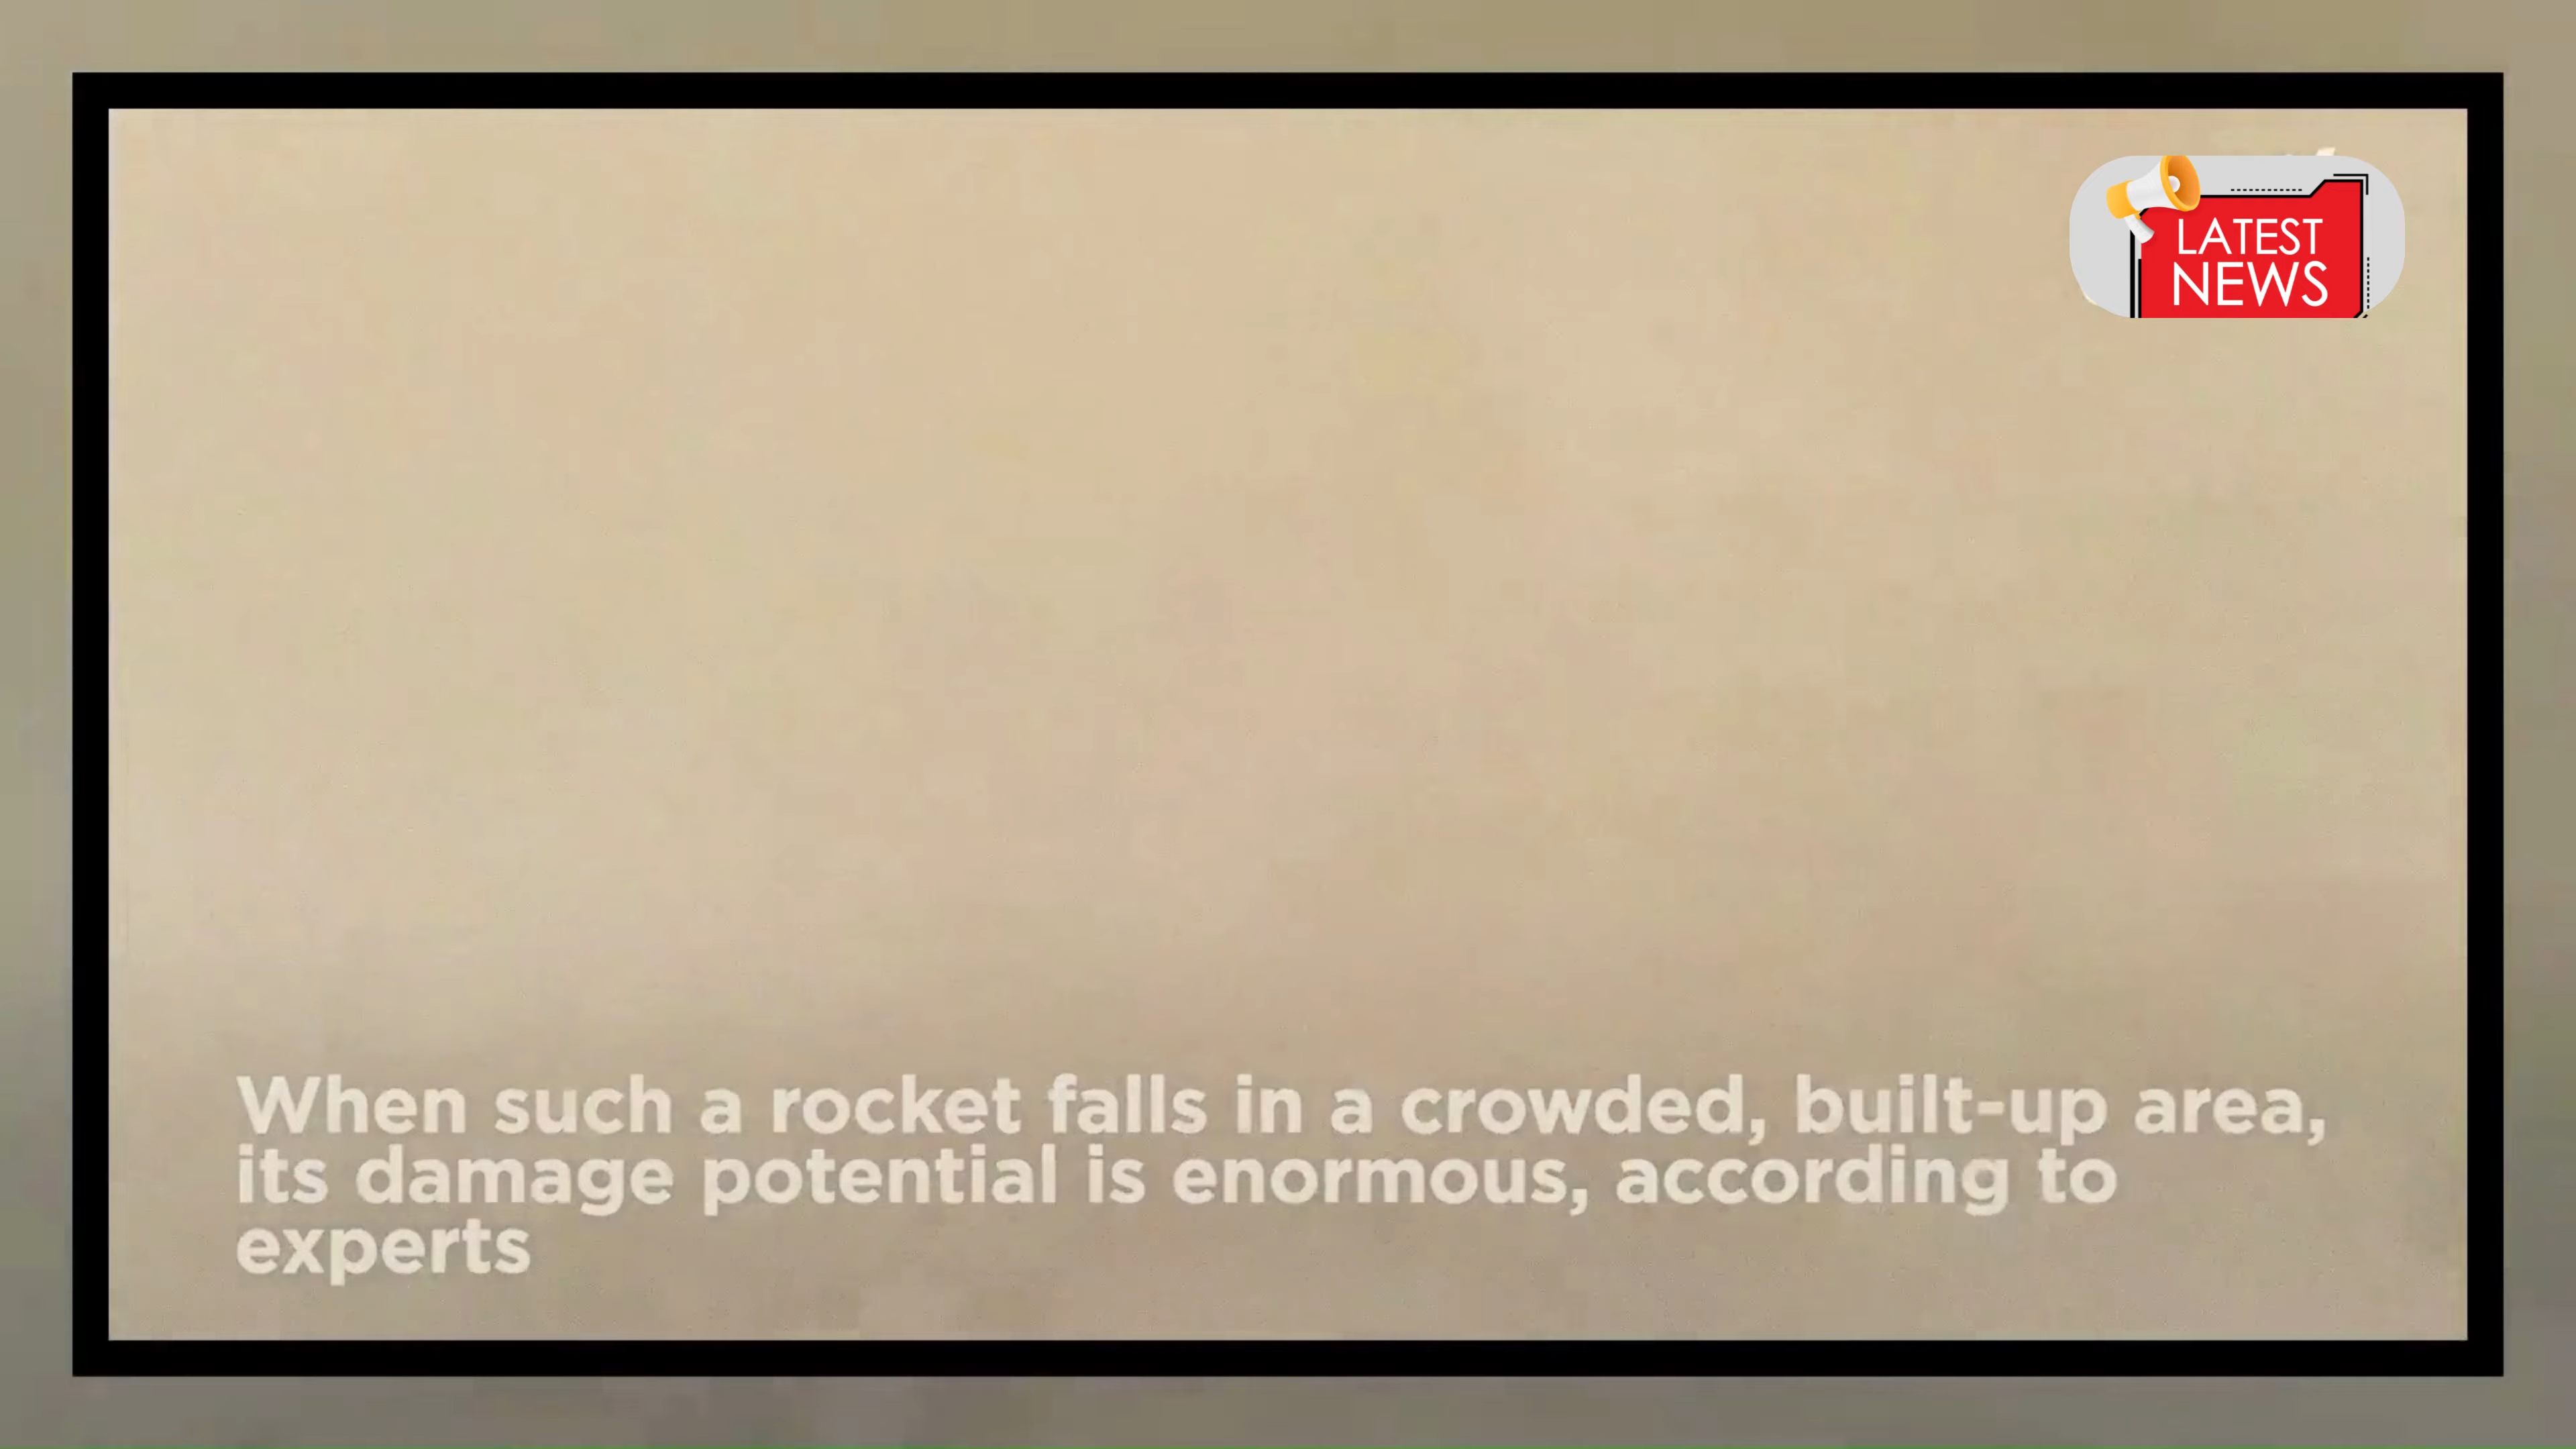 LATEST
NEWS
When such a rocket falls in a crowded, built-up area,
its damage potential is enormous, according to
experts